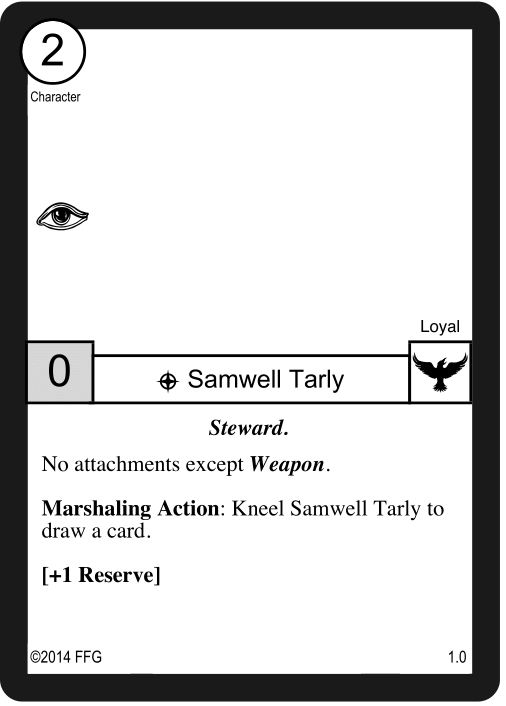 2
Character
Loyal
0
Samwell Tarly
Steward.
No attachments except Weapon.
Marshaling Action: Kneel Samwell Tarly to
draw a card.
[+1 Reserve]
©2014 FFG
1.0